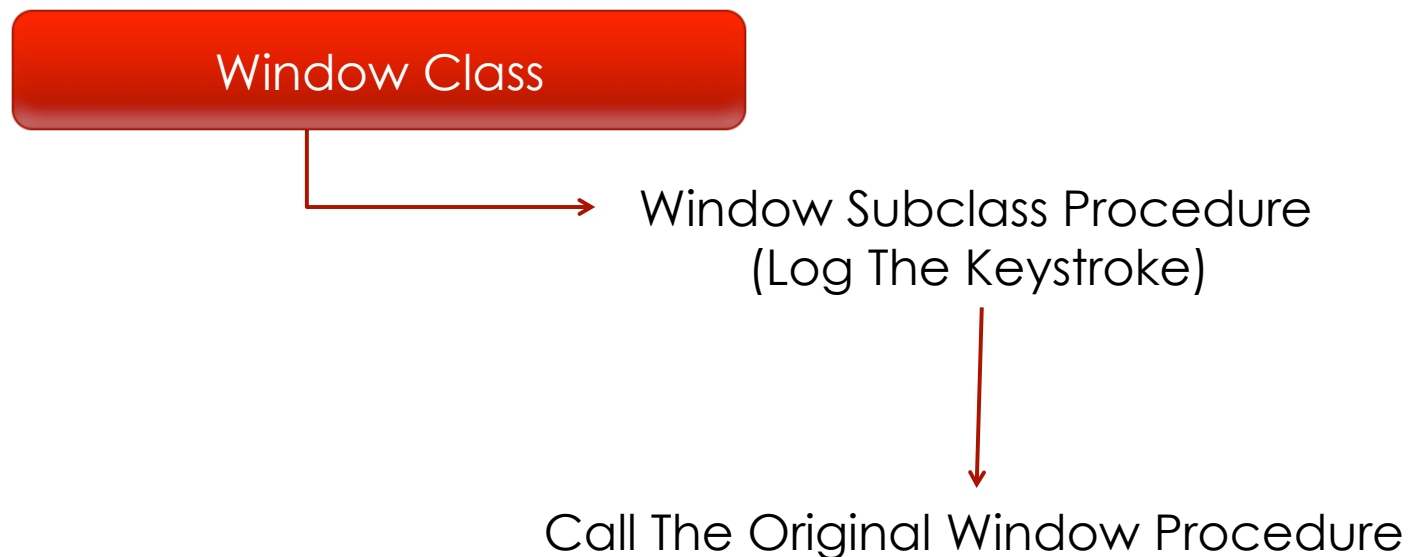 Window Class
Window Subclass Procedure
(Log The Keystroke)
Call The Original Window Procedure